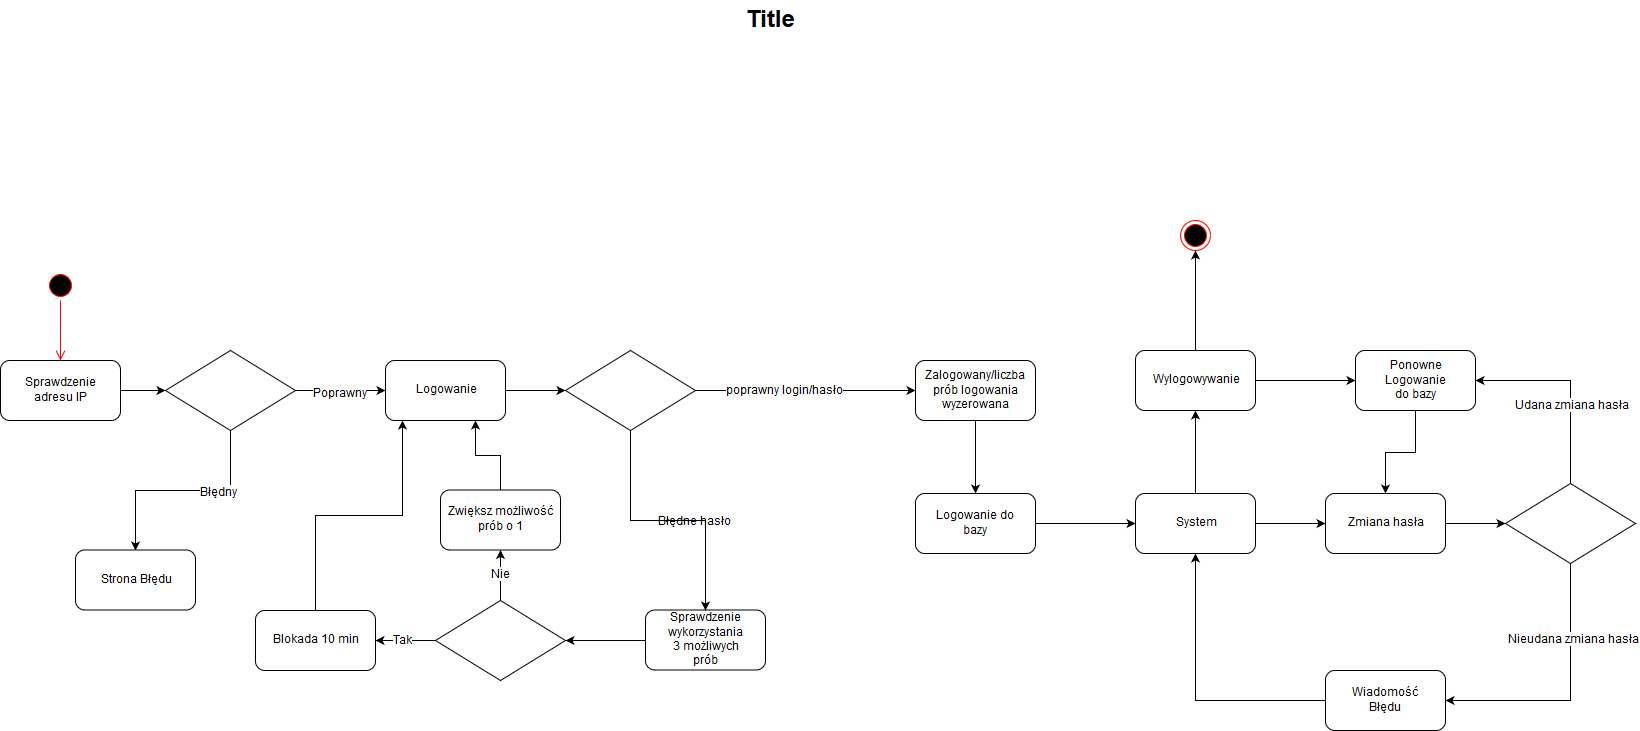 Title
Sprawdzenie
adresu IP
Poprawny
Błędny
Strona Błędu
Logowanie
poprawny login/hasło
Błędne hasło
Zwiększ możliwość
prób o 1
Nie
Tak
Blokada 10 min
Sprawdzenie
wykorzystania
3 możliwych
prób
Zalogowany/liczba
prób logowania
wyzerowana
Logowanie do
bazy
System
Wylogowywanie
Ponowne
Logowanie
do bazy
Zmiana hasła
Udana zmiana hasła
Nieudana zmiana hasła
Wiadomość
Błędu